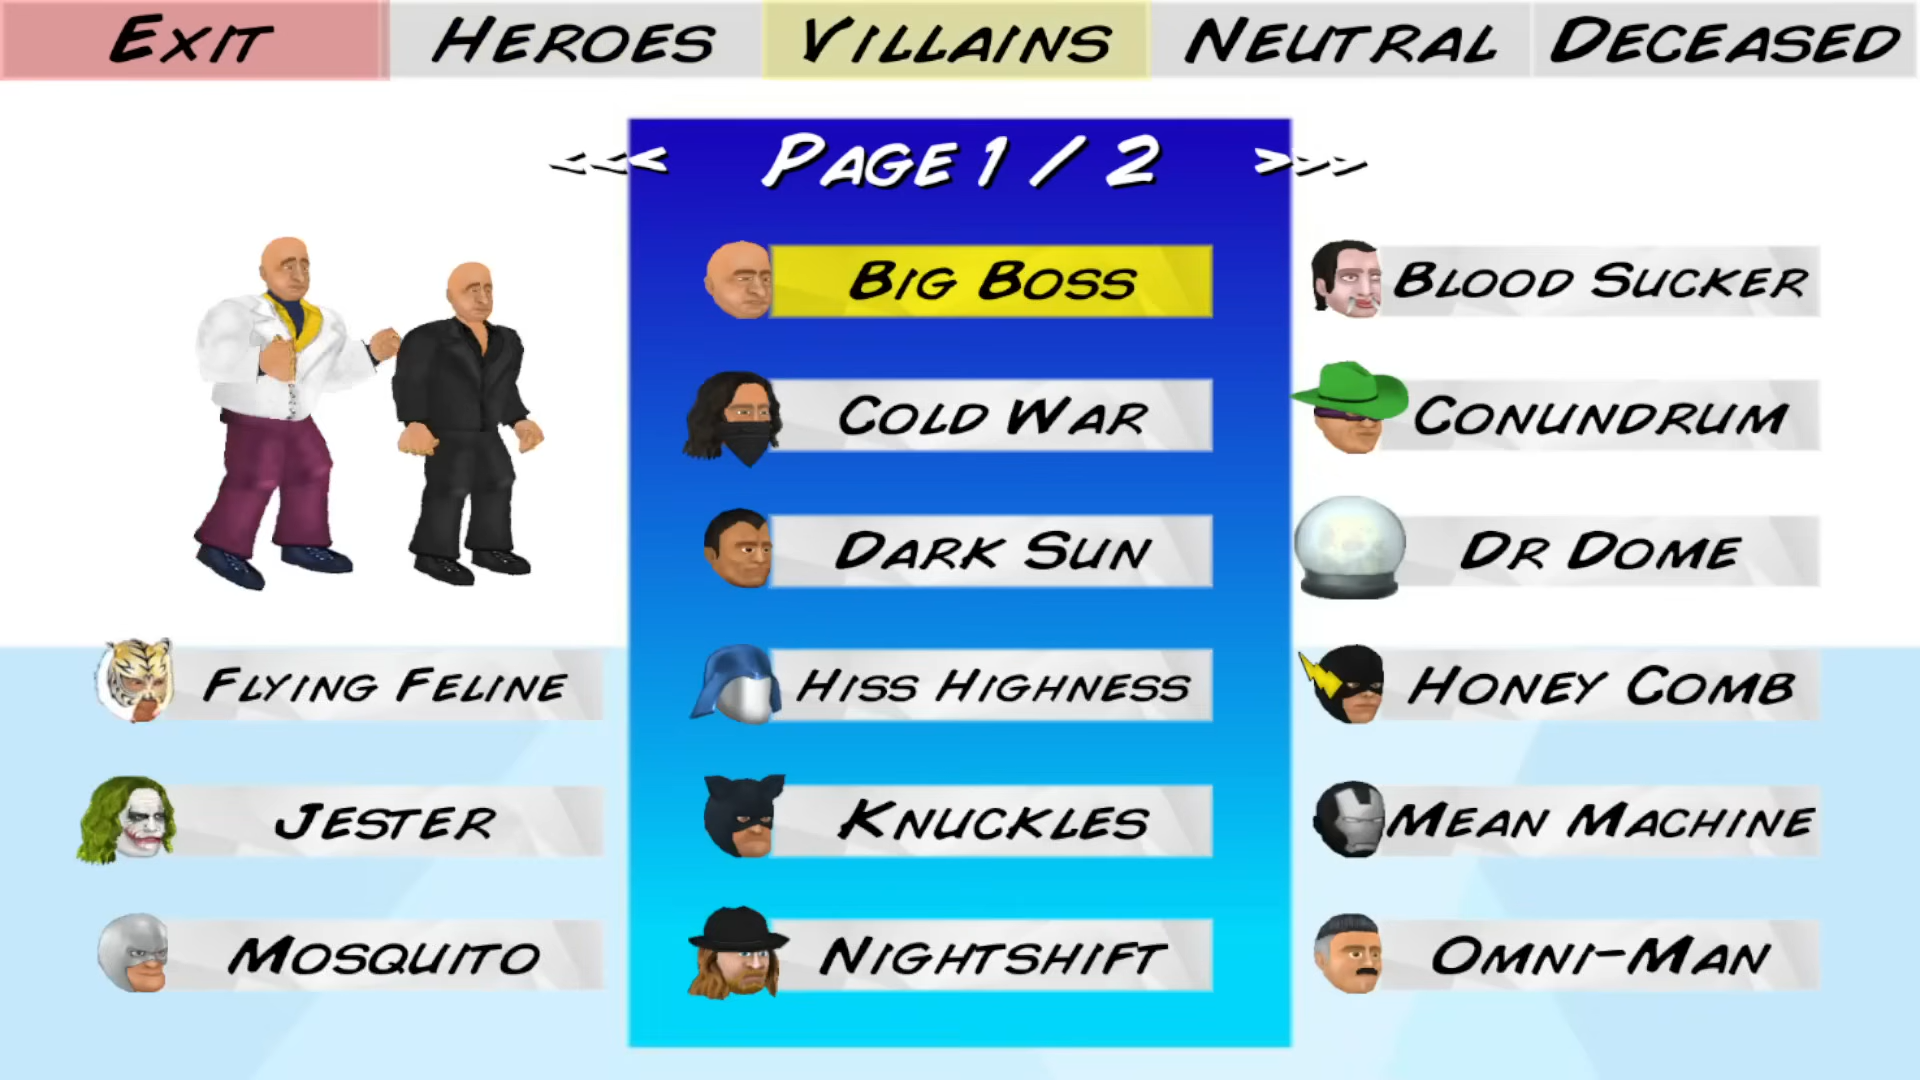 EXIT HEROES VILLAINS NEUTRAL DECEASED
<<< PAGE 1 / 2 >>>
BIG BOSS BLOOD SUCKER
COLD WAR CONUNDRUM
DARK SUN DR DOME
FLYING FELINE HISS HIGHNESS HONEY COMB
JESTER KNUCKLES MEAN MACHINE
MOSQUITO NIGHTSHIFT OMNI-MAN